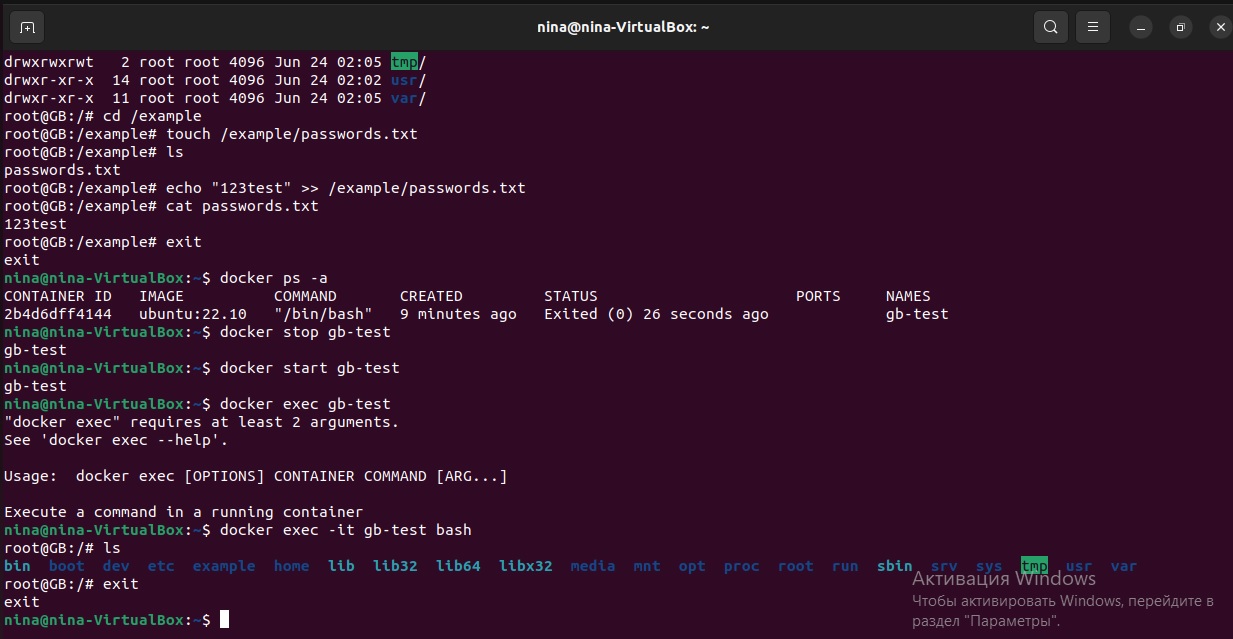 nina@nina-VirtualBox: ~
drwxrwxrwt   2 root root 4096 Jun 24 02:05 tmp/
drwxr-xr-x  14 root root 4096 Jun 24 02:02 usr/
drwxr-xr-x  11 root root 4096 Jun 24 02:05 var/
root@GB:/# cd /example
root@GB:/example# touch /example/passwords.txt
root@GB:/example# ls
passwords.txt
root@GB:/example# echo "123test" >> /example/passwords.txt
root@GB:/example# cat passwords.txt
123test
root@GB:/example# exit
exit
nina@nina-VirtualBox:~$ docker ps -a
CONTAINER ID   IMAGE          COMMAND       CREATED         STATUS                      PORTS     NAMES
2b4d6dff4144   ubuntu:22.10   "/bin/bash"   9 minutes ago   Exited (0) 26 seconds ago             gb-test
nina@nina-VirtualBox:~$ docker stop gb-test
gb-test
nina@nina-VirtualBox:~$ docker start gb-test
gb-test
nina@nina-VirtualBox:~$ docker exec gb-test
"docker exec" requires at least 2 arguments.
See 'docker exec --help'.
Usage:  docker exec [OPTIONS] CONTAINER COMMAND [ARG...]
Execute a command in a running container
nina@nina-VirtualBox:~$ docker exec -it gb-test bash
root@GB:/# ls
bin  boot  dev  etc  example  home  lib  lib32  lib64  libx32  media  mnt  opt  proc  root  run  sbin  srv  sys  tmp  usr  var
root@GB:/# exit
exit
nina@nina-VirtualBox:~$
Активация Windows
Чтобы активировать Windows, перейдите в
раздел "Параметры".